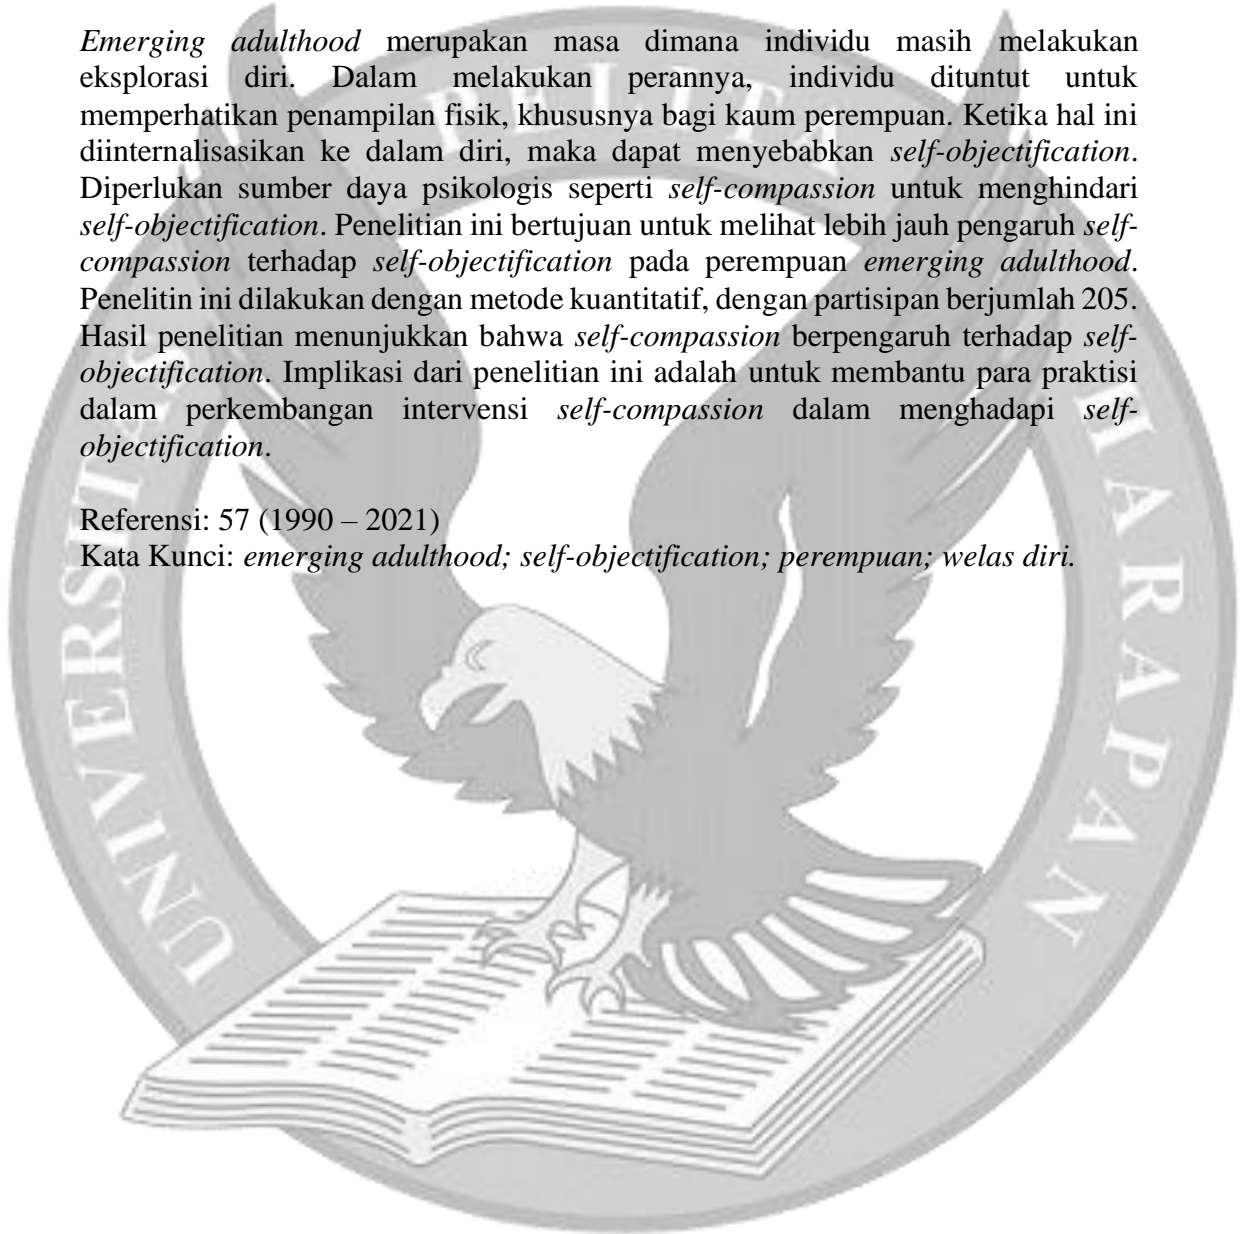 Emerging adulthood merupakan masa dimana individu masih melakukan
eksplorasi diri. Dalam melakukan perannya, individu dituntut untuk
memperhatikan penampilan fisik, khususnya bagi kaum perempuan. Ketika hal ini
diinternalisasikan ke dalam diri, maka dapat menyebabkan self-objectification.
Diperlukan sumber daya psikologis seperti self-compassion untuk menghindari
self-objectification. Penelitian ini bertujuan untuk melihat lebih jauh pengaruh self-
compassion terhadap self-objectification pada perempuan emerging adulthood.
Penelitin ini dilakukan dengan metode kuantitatif, dengan partisipan berjumlah 205.
Hasil penelitian menunjukkan bahwa self-compassion berpengaruh terhadap self-
objectification. Implikasi dari penelitian ini adalah untuk membantu para praktisi
dalam perkembangan intervensi self-compassion dalam menghadapi self-
objectification.
Referensi: 57 (1990 – 2021)
Kata Kunci: emerging adulthood; self-objectification; perempuan; welas diri.
UNIVERSITAS PELITA HARAPAN